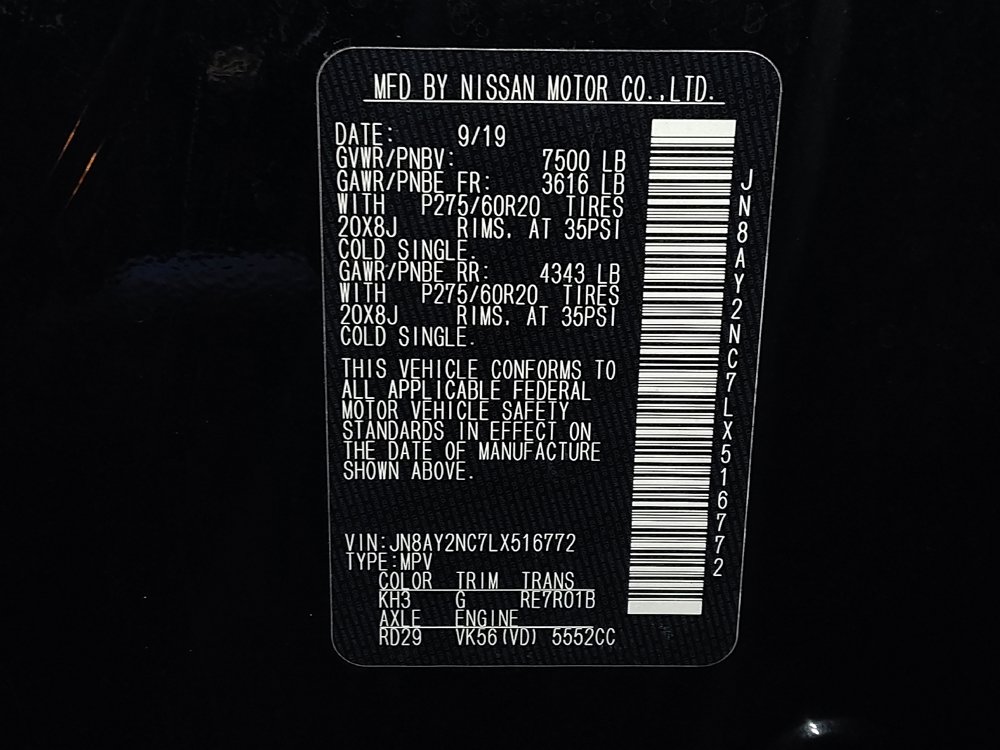 MFD BY NISSAN MOTOR CO.,LTD.
DATE: 9/19
GVWR/PNBV: 7500 LB
GAWR/PNBE FR: 3616 LB
WITH P275/60R20 TIRES
20X8J RIMS, AT 35PSI
COLD SINGLE.
GAWR/PNBE RR: 4343 LB
WITH P275/60R20 TIRES
20X8J RIMS, AT 35PSI
COLD SINGLE.
THIS VEHICLE CONFORMS TO
ALL APPLICABLE FEDERAL
MOTOR VEHICLE SAFETY
STANDARDS IN EFFECT ON
THE DATE OF MANUFACTURE
SHOWN ABOVE.
VIN:JN8AY2NC7LX516772
TYPE:MPV
COLOR TRIM TRANS
KH3 G RE7R01B
AXLE ENGINE
RD29 VK56(VD) 5552CC
JN8AY2NC7LX516772